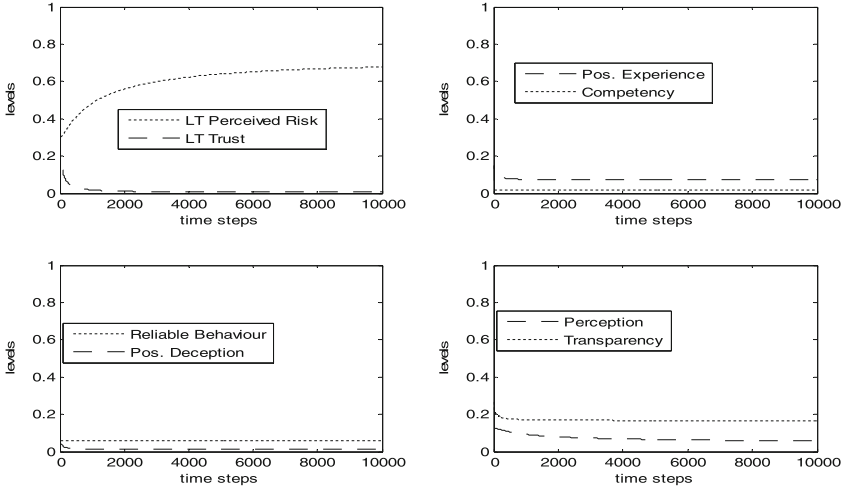 1
0.8
0.6
0.4
0.2
0
levels
LT Perceived Risk
LT Trust
0 2000 4000 6000 8000 10000
time steps
1
0.8
0.6
0.4
0.2
0
levels
Pos. Experience
Competency
0 2000 4000 6000 8000 10000
time steps
1
0.8
0.6
0.4
0.2
0
levels
Reliable Behaviour
Pos. Deception
0 2000 4000 6000 8000 10000
time steps
1
0.8
0.6
0.4
0.2
0
levels
Perception
Transparency
0 2000 4000 6000 8000 10000
time steps